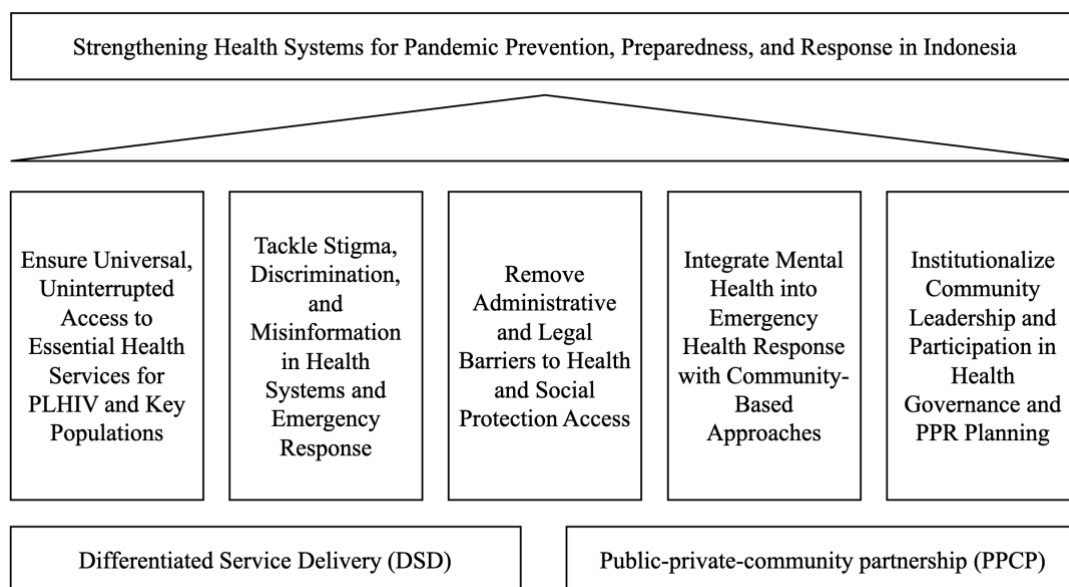 Strengthening Health Systems for Pandemic Prevention, Preparedness, and Response in Indonesia
Ensure Universal,
Uninterrupted
Access to
Essential Health
Services for
PLHIV and Key
Populations
Tackle Stigma,
Discrimination,
and
Misinformation
in Health
Systems and
Emergency
Response
Remove
Administrative
and Legal
Barriers to Health
and Social
Protection Access
Integrate Mental
Health into
Emergency
Health Response
with Community-
Based
Approaches
Institutionalize
Community
Leadership and
Participation in
Health
Governance and
PPR Planning
Differentiated Service Delivery (DSD)
Public-private-community partnership (PPCP)